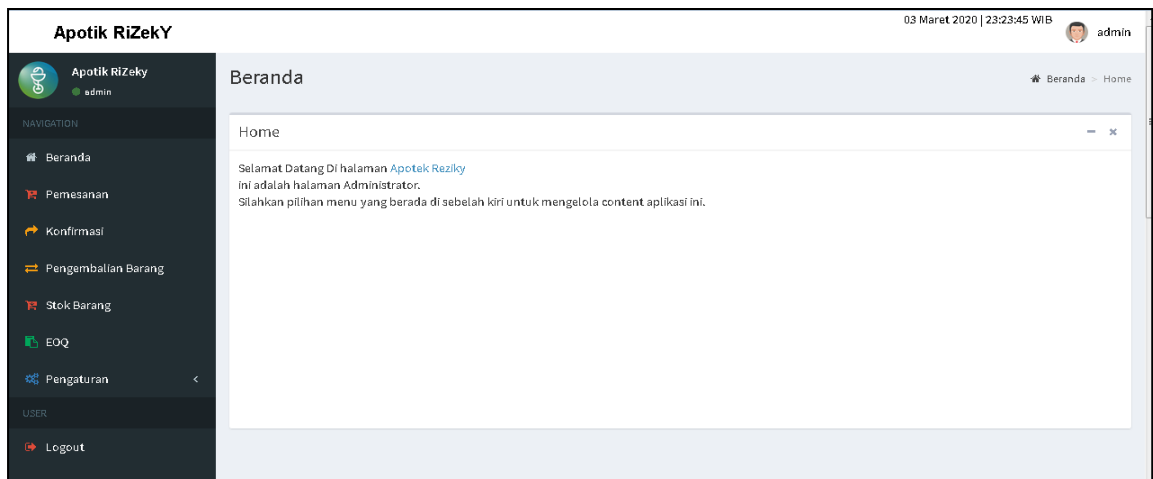 Apotik RiZekY
03 Maret 2020 | 23:23:45 WIB
admin
Apotik RiZeky
admin
NAVIGATION
Beranda
Pemesanan
Konfirmasi
Pengembalian Barang
Stok Barang
EOQ
Pengaturan
USER
Logout
Beranda
Beranda > Home
Home
Selamat Datang Di halaman Apotek Reziky
ini adalah halaman Administrator.
Silahkan pilihan menu yang berada di sebelah kiri untuk mengelola content aplikasi ini.